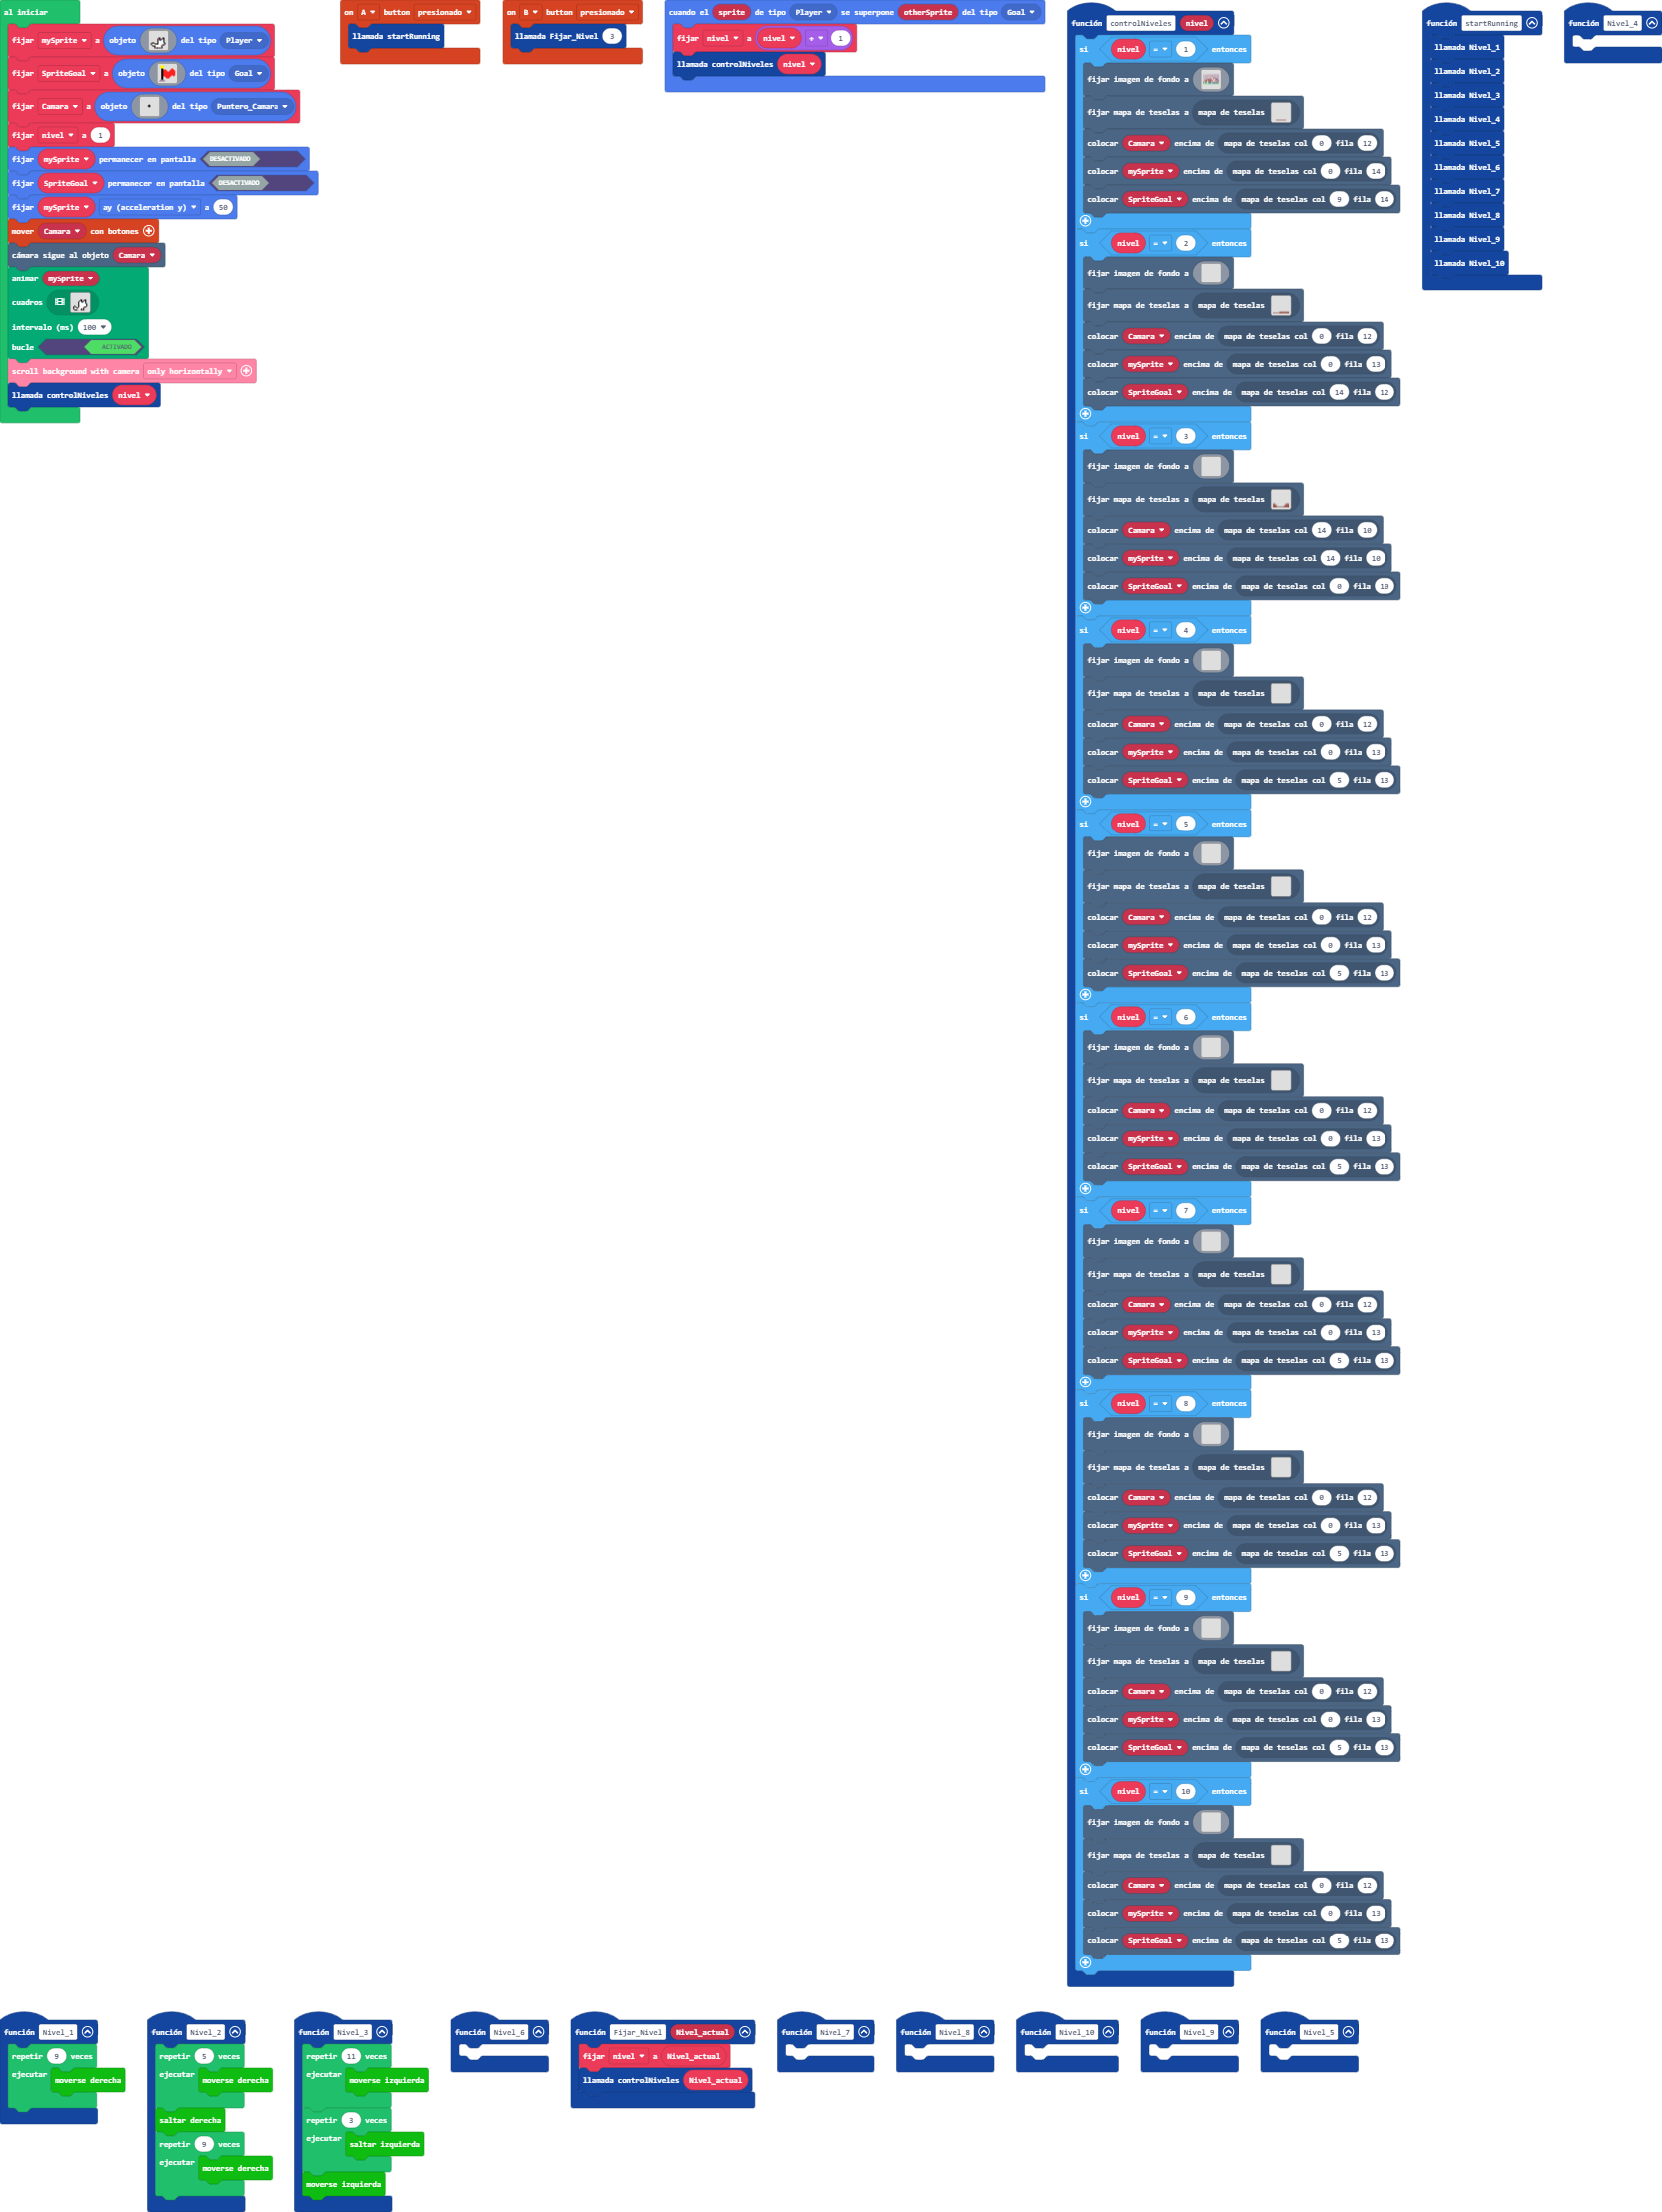 al iniciar
fijar mySprite a objeto del tipo Player
fijar SpriteGoal a objeto del tipo Goal
fijar Camara a objeto del tipo Puntero_Camara
fijar nivel a 1
fijar mySprite permanecer en pantalla DESACTIVADO
fijar SpriteGoal permanecer en pantalla DESACTIVADO
fijar mySprite ay (acceleration y) a 50
mover Camara con botones
cámara sigue al objeto Camara
animar mySprite
cuadros
intervalo (ms) 100
bucle ACTIVADO
scroll background with camera only horizontally
llamada controlNiveles nivel
on A button presionado
llamada startRunning
on B button presionado
llamada Fijar_Nivel 3
cuando el sprite de tipo Player se superpone otherSprite del tipo Goal
fijar nivel a nivel + 1
llamada controlNiveles nivel
función controlNiveles nivel
si nivel = 1 entonces
fijar imagen de fondo a
fijar mapa de teselas a mapa de teselas
colocar Camara encima de mapa de teselas col 0 fila 12
colocar mySprite encima de mapa de teselas col 0 fila 14
colocar SpriteGoal encima de mapa de teselas col 9 fila 14
si nivel = 2 entonces
fijar imagen de fondo a
fijar mapa de teselas a mapa de teselas
colocar Camara encima de mapa de teselas col 0 fila 12
colocar mySprite encima de mapa de teselas col 0 fila 13
colocar SpriteGoal encima de mapa de teselas col 14 fila 12
si nivel = 3 entonces
fijar imagen de fondo a
fijar mapa de teselas a mapa de teselas
colocar Camara encima de mapa de teselas col 14 fila 10
colocar mySprite encima de mapa de teselas col 14 fila 10
colocar SpriteGoal encima de mapa de teselas col 0 fila 10
si nivel = 4 entonces
fijar imagen de fondo a
fijar mapa de teselas a mapa de teselas
colocar Camara encima de mapa de teselas col 0 fila 12
colocar mySprite encima de mapa de teselas col 0 fila 13
colocar SpriteGoal encima de mapa de teselas col 5 fila 13
si nivel = 5 entonces
fijar imagen de fondo a
fijar mapa de teselas a mapa de teselas
colocar Camara encima de mapa de teselas col 0 fila 12
colocar mySprite encima de mapa de teselas col 0 fila 13
colocar SpriteGoal encima de mapa de teselas col 5 fila 13
si nivel = 6 entonces
fijar imagen de fondo a
fijar mapa de teselas a mapa de teselas
colocar Camara encima de mapa de teselas col 0 fila 12
colocar mySprite encima de mapa de teselas col 0 fila 13
colocar SpriteGoal encima de mapa de teselas col 5 fila 13
si nivel = 7 entonces
fijar imagen de fondo a
fijar mapa de teselas a mapa de teselas
colocar Camara encima de mapa de teselas col 0 fila 12
colocar mySprite encima de mapa de teselas col 0 fila 13
colocar SpriteGoal encima de mapa de teselas col 5 fila 13
si nivel = 8 entonces
fijar imagen de fondo a
fijar mapa de teselas a mapa de teselas
colocar Camara encima de mapa de teselas col 0 fila 12
colocar mySprite encima de mapa de teselas col 0 fila 13
colocar SpriteGoal encima de mapa de teselas col 5 fila 13
si nivel = 9 entonces
fijar imagen de fondo a
fijar mapa de teselas a mapa de teselas
colocar Camara encima de mapa de teselas col 0 fila 12
colocar mySprite encima de mapa de teselas col 0 fila 13
colocar SpriteGoal encima de mapa de teselas col 5 fila 13
si nivel = 10 entonces
fijar imagen de fondo a
fijar mapa de teselas a mapa de teselas
colocar Camara encima de mapa de teselas col 0 fila 12
colocar mySprite encima de mapa de teselas col 0 fila 13
colocar SpriteGoal encima de mapa de teselas col 5 fila 13
función startRunning
llamada Nivel_1
llamada Nivel_2
llamada Nivel_3
llamada Nivel_4
llamada Nivel_5
llamada Nivel_6
llamada Nivel_7
llamada Nivel_8
llamada Nivel_9
llamada Nivel_10
función Nivel_4
función Nivel_1
repetir 9 veces
ejecutar moverse derecha
función Nivel_2
repetir 5 veces
ejecutar moverse derecha
saltar derecha
repetir 9 veces
ejecutar moverse derecha
función Nivel_3
repetir 11 veces
ejecutar moverse izquierda
repetir 3 veces
ejecutar saltar izquierda
moverse izquierda
función Nivel_6
función Fijar_Nivel Nivel_actual
fijar nivel a Nivel_actual
llamada controlNiveles Nivel_actual
función Nivel_7
función Nivel_8
función Nivel_10
función Nivel_9
función Nivel_5